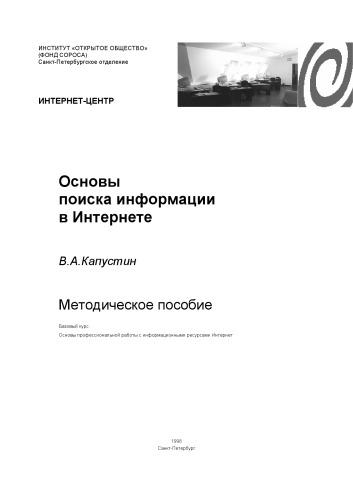 ИНСТИТУТ «ОТКРЫТОЕ ОБЩЕСТВО»
(ФОНД СОРОСА)
Санкт-Петербургское отделение
ИНТЕРНЕТ-ЦЕНТР
Основы
поиска информации
в Интернете
В.А.Капустин
Методическое пособие
Базовый курс
Основы профессиональной работы с информационными ресурсами Интернет
1998
Санкт-Петербург